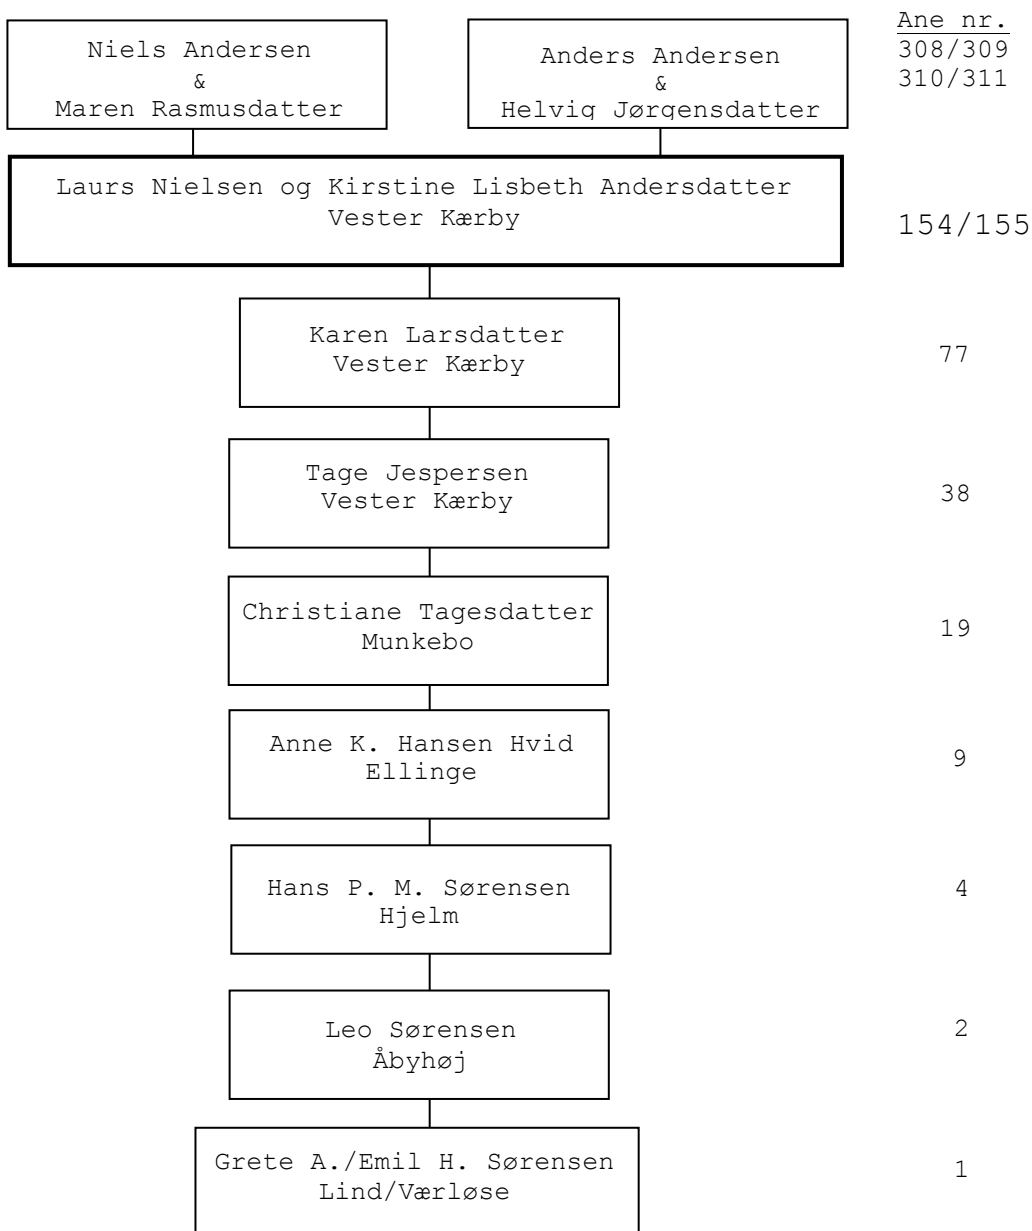 Ane nr.
308/309
310/311
Niels Andersen
&
Maren Rasmusdatter
Anders Andersen
&
Helvig Jørgensdatter
Laurs Nielsen og Kirstine Lisbeth Andersdatter
Vester Kærby
154/155
Karen Larsdatter
Vester Kærby
77
Tage Jespersen
Vester Kærby
38
Christiane Tagesdatter
Munkebo
19
Anne K. Hansen Hvid
Ellinge
9
Hans P. M. Sørensen
Hjelm
4
Leo Sørensen
Åbyhøj
2
Grete A./Emil H. Sørensen
Lind/Værløse
1